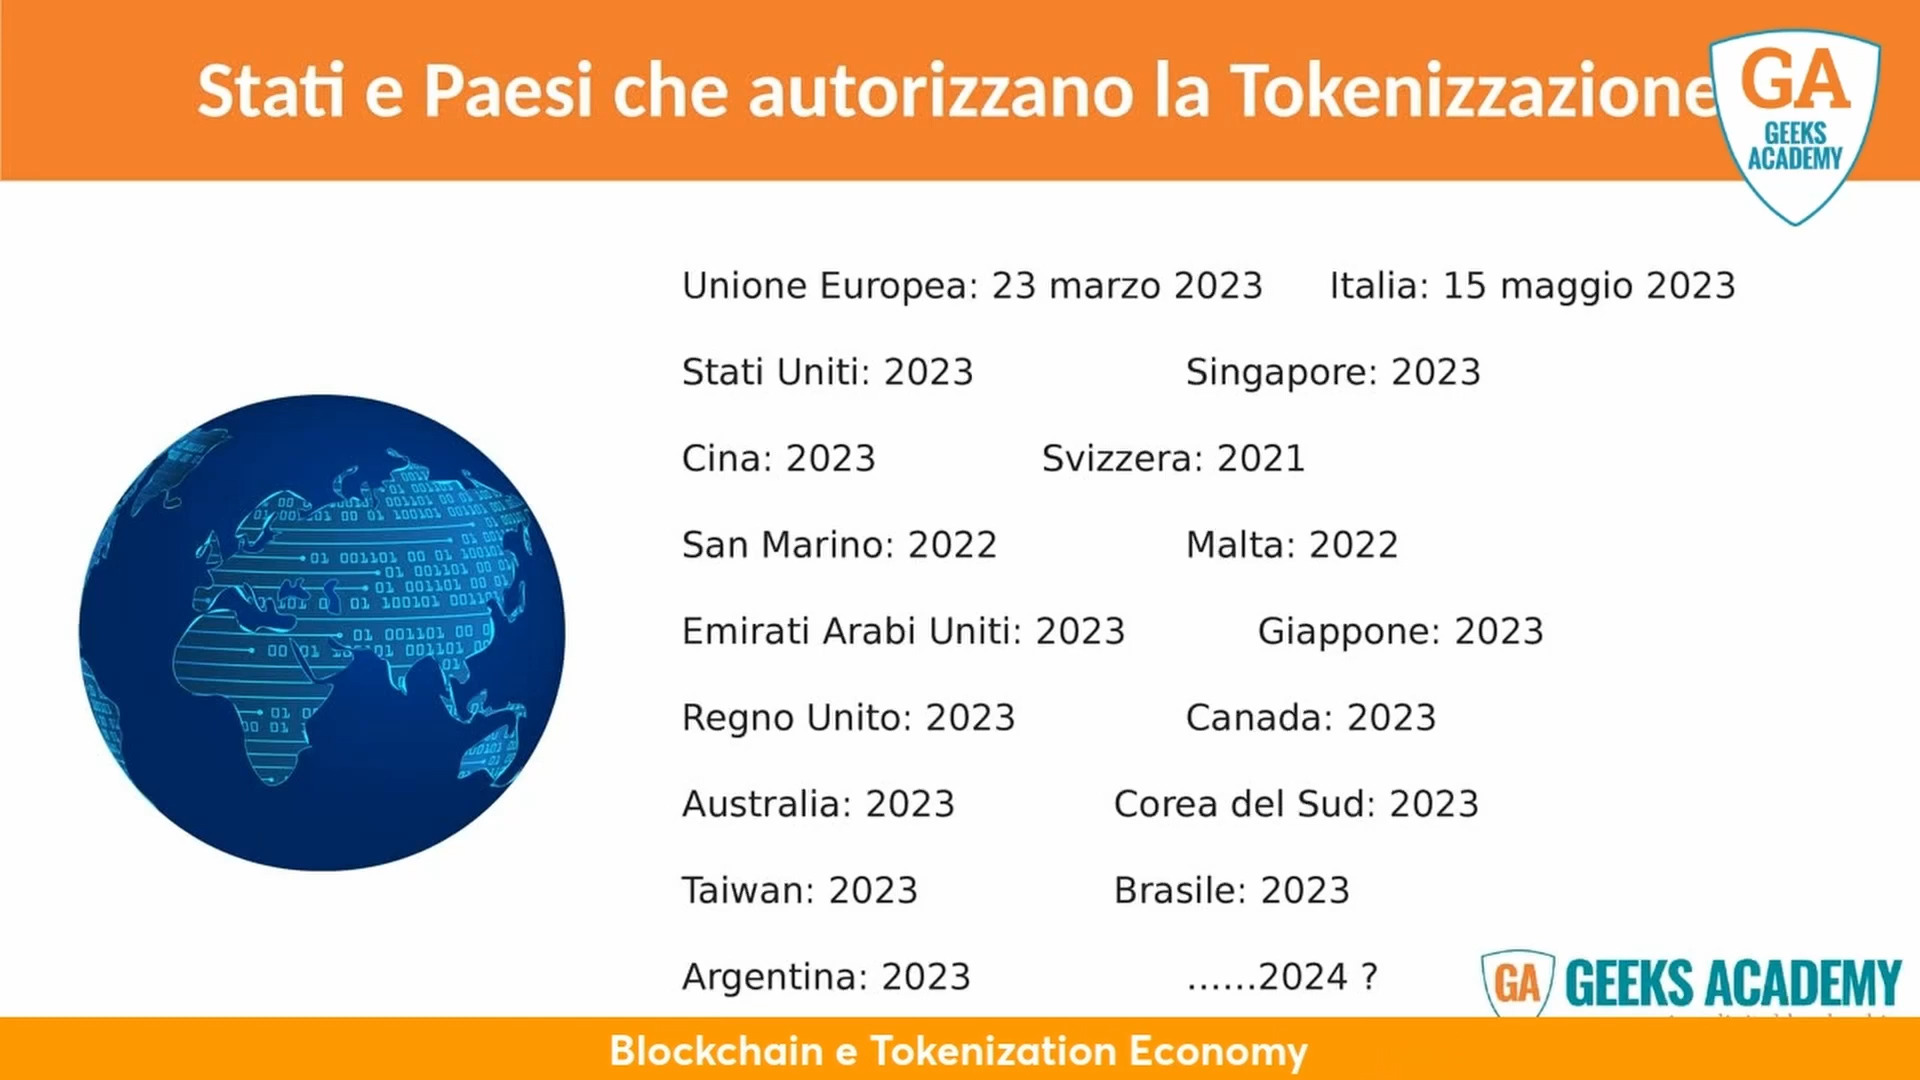 Stati e Paesi che autorizzano la Tokenizzazione
GA
GEEKS
ACADEMY
Unione Europea: 23 marzo 2023 Italia: 15 maggio 2023
Stati Uniti: 2023 Singapore: 2023
Cina: 2023 Svizzera: 2021
San Marino: 2022 Malta: 2022
Emirati Arabi Uniti: 2023 Giappone: 2023
Regno Unito: 2023 Canada: 2023
Australia: 2023 Corea del Sud: 2023
Taiwan: 2023 Brasile: 2023
Argentina: 2023 ......2024 ?
GA GEEKS ACADEMY
Blockchain e Tokenization Economy